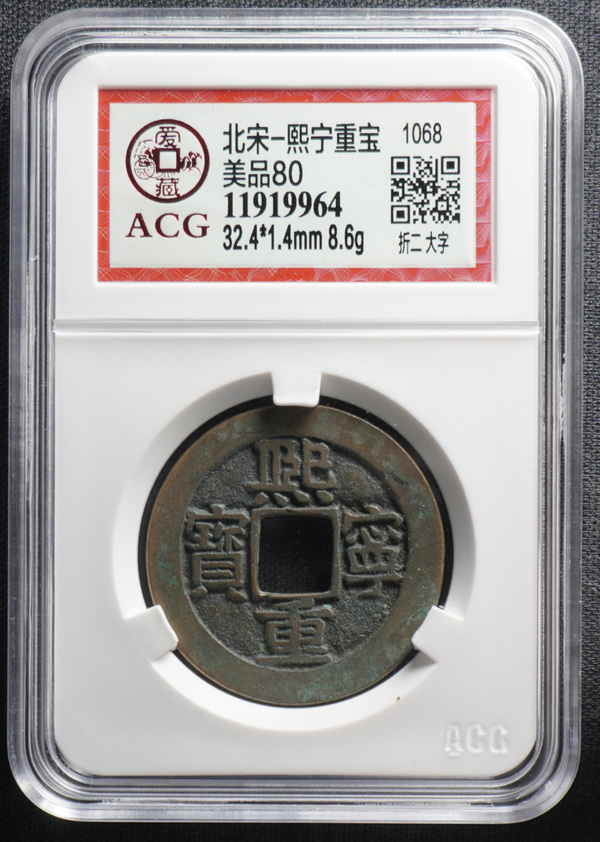 爱藏
ACG
北宋-熙宁重宝 1068
美品80
11919964
32.4*1.4mm 8.6g
折二 大字
熙
寶 寧
重
ACG